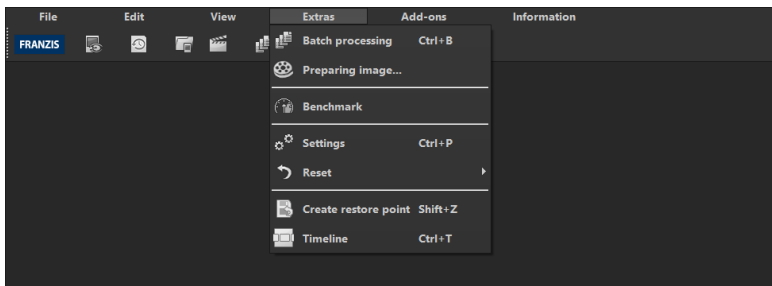 File Edit View Extras Add-ons Information
FRANZIS
Batch processing Ctrl+B
Preparing image...
Benchmark
Settings Ctrl+P
Reset
Create restore point Shift+Z
Timeline Ctrl+T